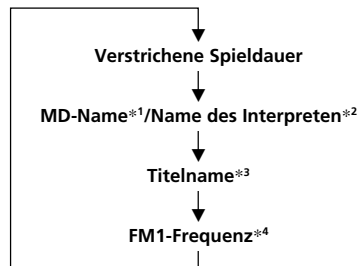 Verstrichene Spieldauer
MD-Name*1/Name des Interpreten*2
Titelname*3
FM1-Frequenz*4